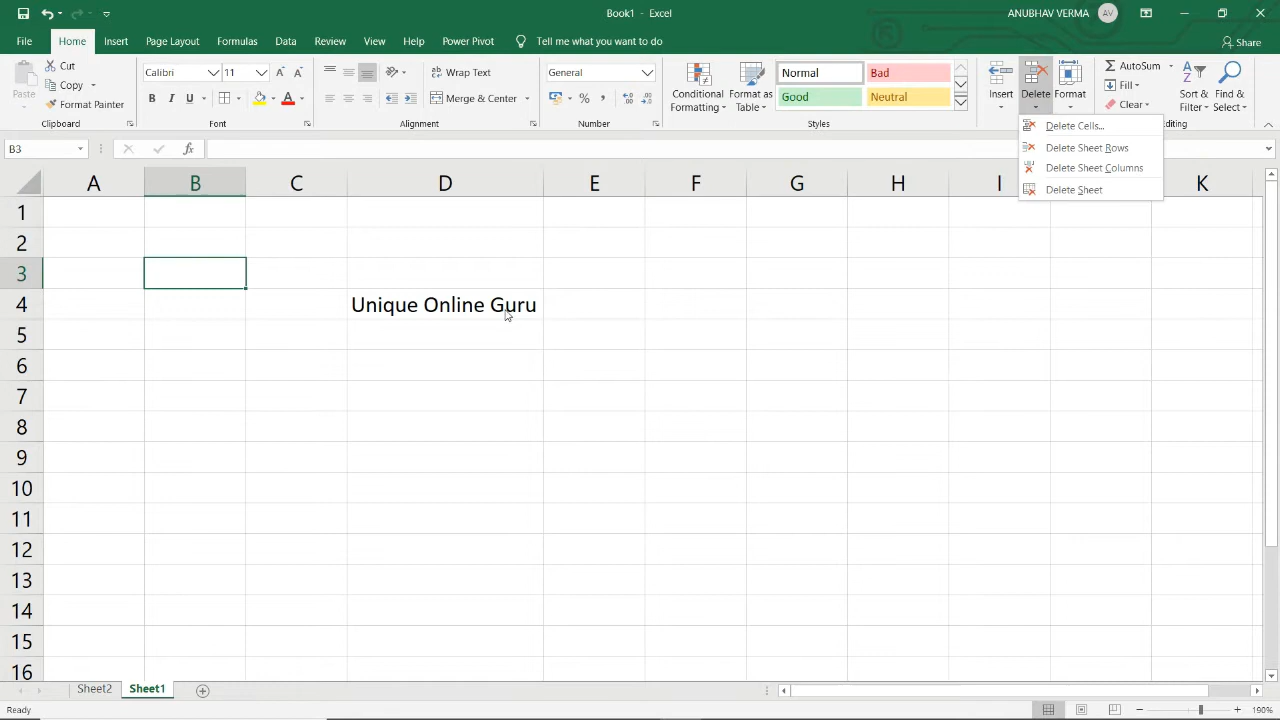 Book1 - Excel
ANUBHAV VERMA AV
File Home Insert Page Layout Formulas Data Review View Help Power Pivot Tell me what you want to do Share
Paste
Cut
Copy
Format Painter
Clipboard
Calibri 11
B I U
Font
Wrap Text
Merge & Center
Alignment
General
Number
Conditional Formatting
Format as Table
Normal Bad
Good Neutral
Styles
Insert
Delete
Format
AutoSum
Fill
Clear
Sort & Filter
Find & Select
diting
Delete Cells...
Delete Sheet Rows
Delete Sheet Columns
Delete Sheet
B3 fx
A B C D E F G H I K
1
2
3
4 Unique Online Guru
5
6
7
8
9
10
11
12
13
14
15
16
Sheet2 Sheet1
Ready 190%